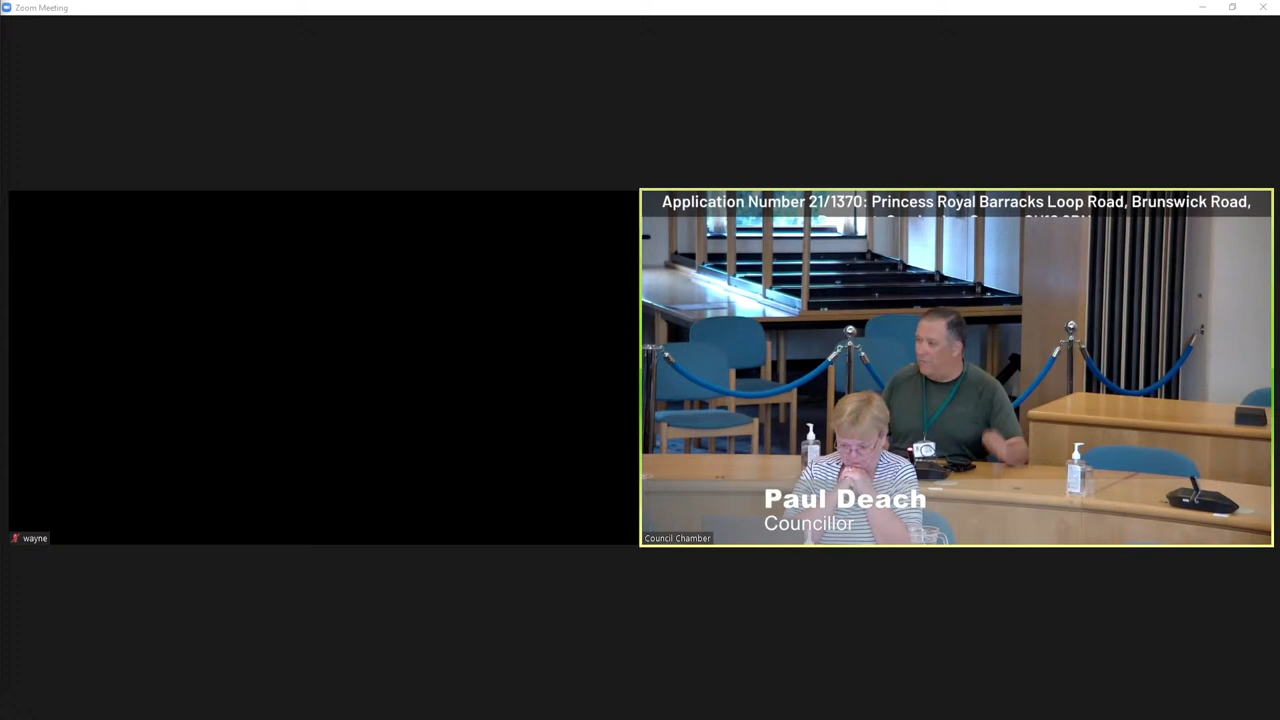 Zoom Meeting
Application Number 21/1370: Princess Royal Barracks Loop Road, Brunswick Road,
Paul Deach
Councillor
wayne
Council Chamber